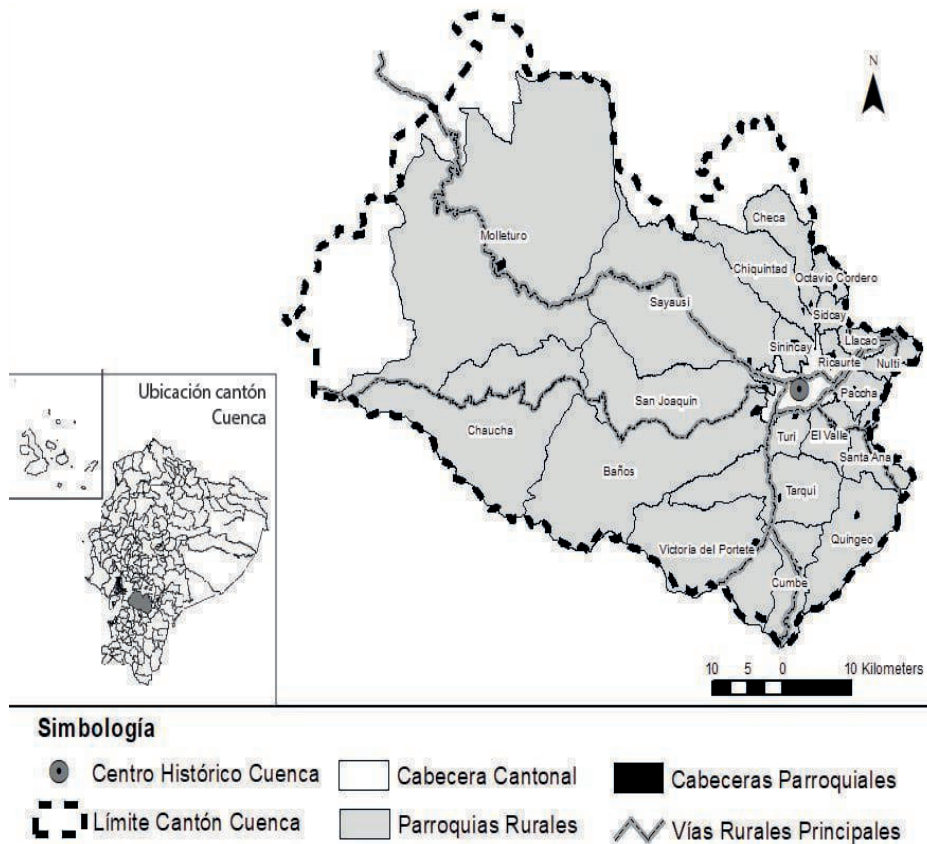 N
Checa
Molleturo
Chiquintad
Octavio Cordero
Sayausí
Sidcay
Llacao
Sinincay
Ricaurte
Nulti
Ubicación cantón
Cuenca
San Joaquín
Paccha
Chaucha
Turi
El Valle
Santa Ana
Baños
Tarqui
Quingeo
Victoria del Portete
Cumbe
10 5 0 10 Kilometers
Simbología
Centro Histórico Cuenca
Cabecera Cantonal
Cabeceras Parroquiales
Límite Cantón Cuenca
Parroquias Rurales
Vías Rurales Principales